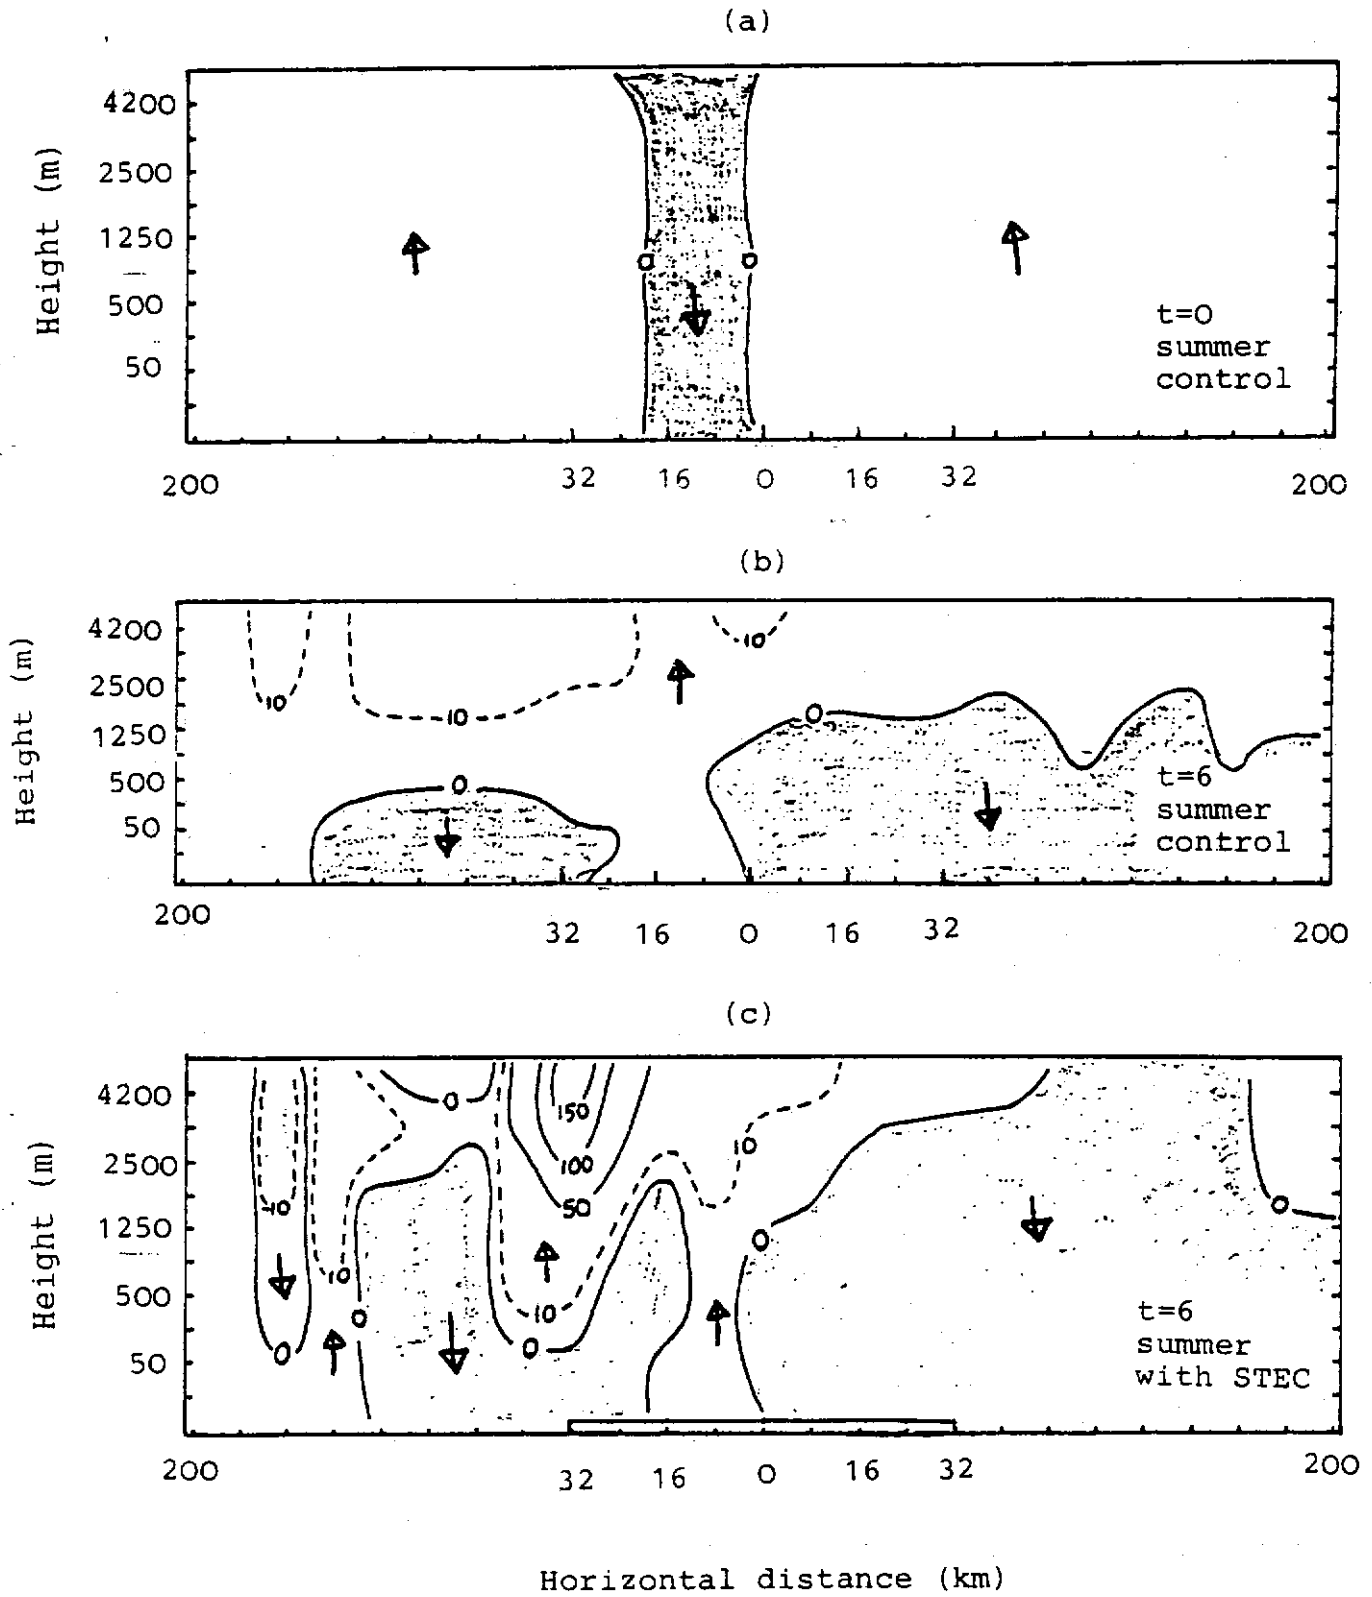 (a)
Height (m)
4200
2500
1250
500
50
0 0
t=0
summer
control
200 32 16 0 16 32 200
(b)
Height (m)
4200
2500
1250
500
50
10 10 10
0 0
t=6
summer
control
200 32 16 0 16 32 200
(c)
Height (m)
4200
2500
1250
500
50
0 150
10 100 10
50
10 0 0
0 10
0 0
t=6
summer
with STEC
200 32 16 0 16 32 200
Horizontal distance (km)